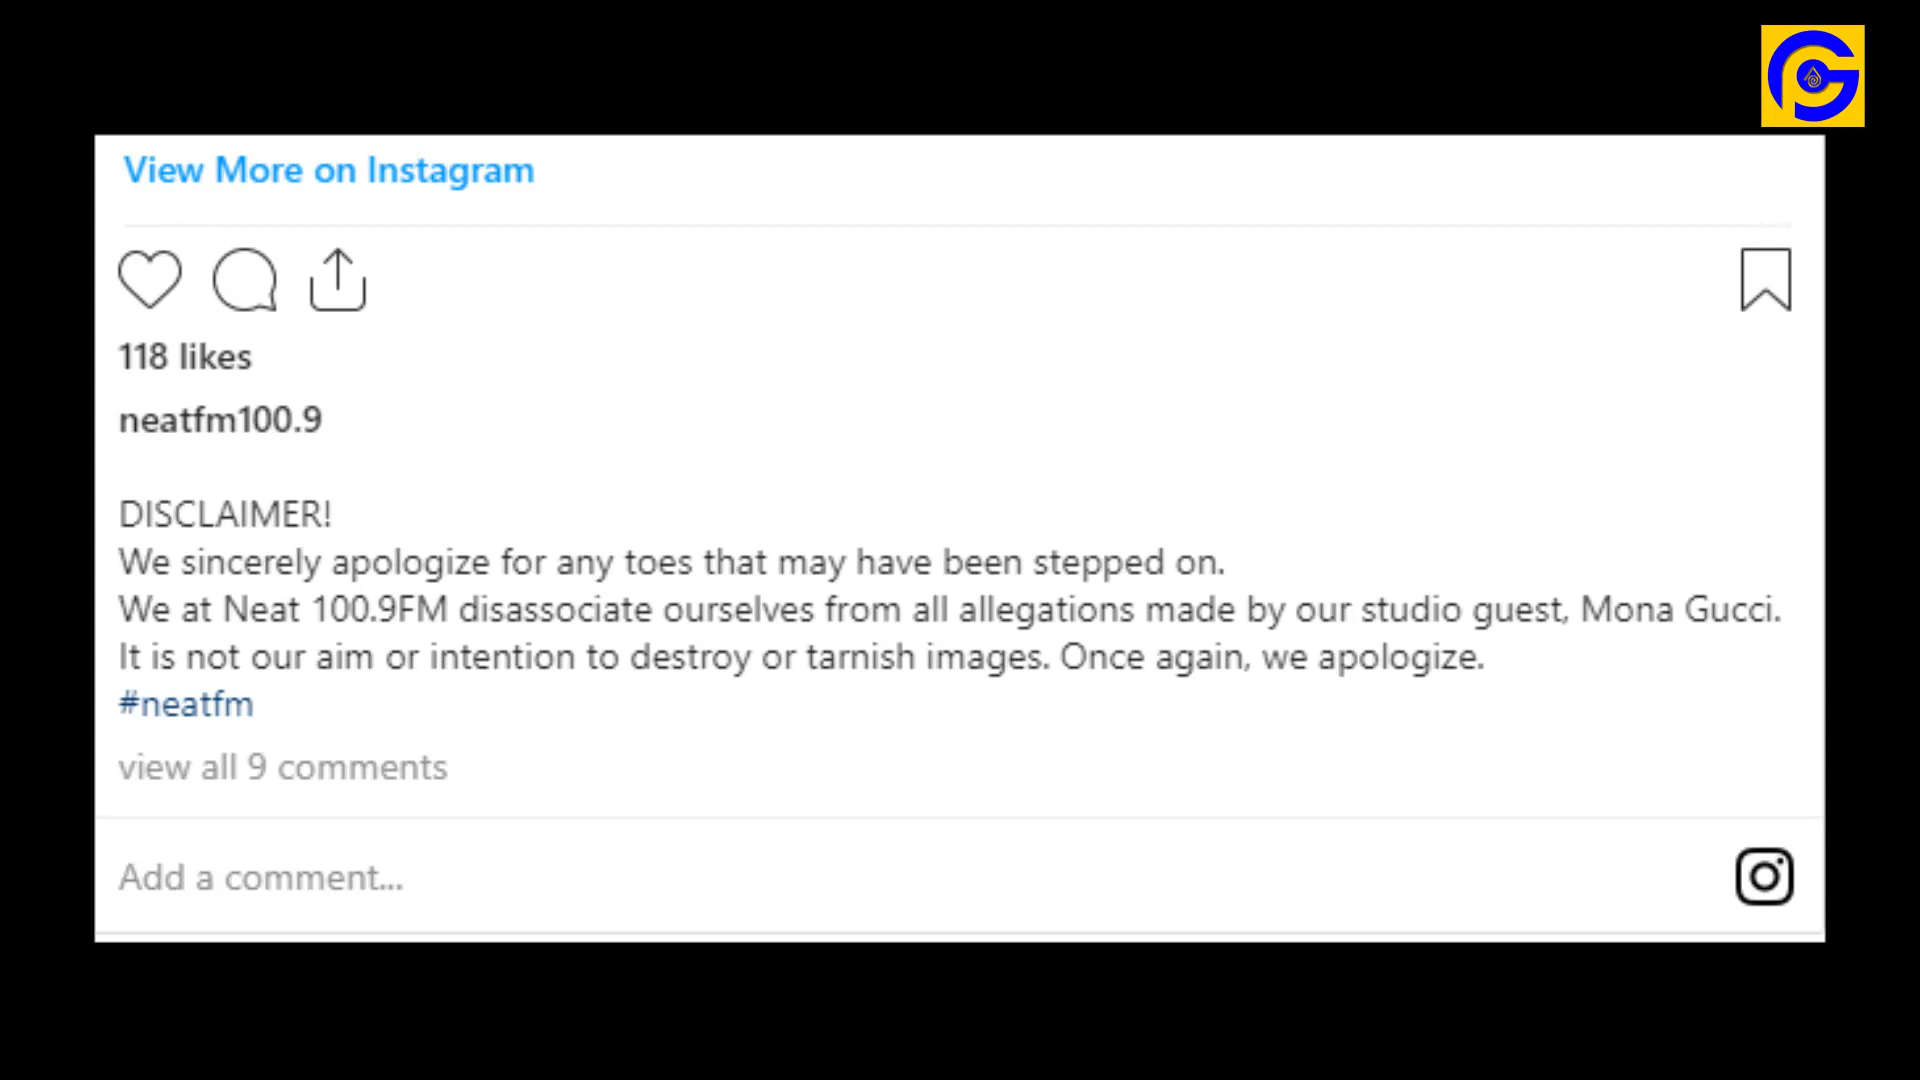 View More on Instagram
118 likes
neatfm100.9
DISCLAIMER!
We sincerely apologize for any toes that may have been stepped on.
We at Neat 100.9FM disassociate ourselves from all allegations made by our studio guest, Mona Gucci.
It is not our aim or intention to destroy or tarnish images. Once again, we apologize.
#neatfm
view all 9 comments
Add a comment...